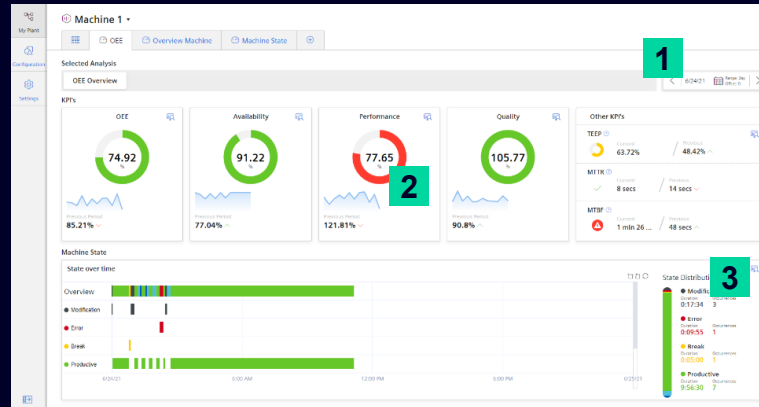 My Plant
Configuration
Settings
Machine 1
OEE
Overview Machine
Machine State
Selected Analysis
OEE Overview
1
6/24/21
Range: Day
KPI's
OEE
74.92
%
Previous Period
85.21%
Availability
91.22
%
Previous Period
77.04%
Performance
77.65
%
2
Previous Period
121.81%
Quality
105.77
%
Previous Period
90.8%
Other KPI's
TEEP
Current
63.72%
Previous
48.42%
MTTR
Current
8 secs
Previous
14 secs
MTBF
Current
1 min 26 ...
Previous
48 secs
Machine State
State over time
Overview
Modification
Error
Break
Productive
6/24/21
6:00 AM
12:00 PM
6:00 PM
6/25/21
3
State Distributi
Modific
Duration Occurrences
0:17:34 3
Error
Duration Occurrences
0:09:55 1
Break
Duration Occurrences
0:05:00 1
Productive
Duration Occurrences
9:56:30 7